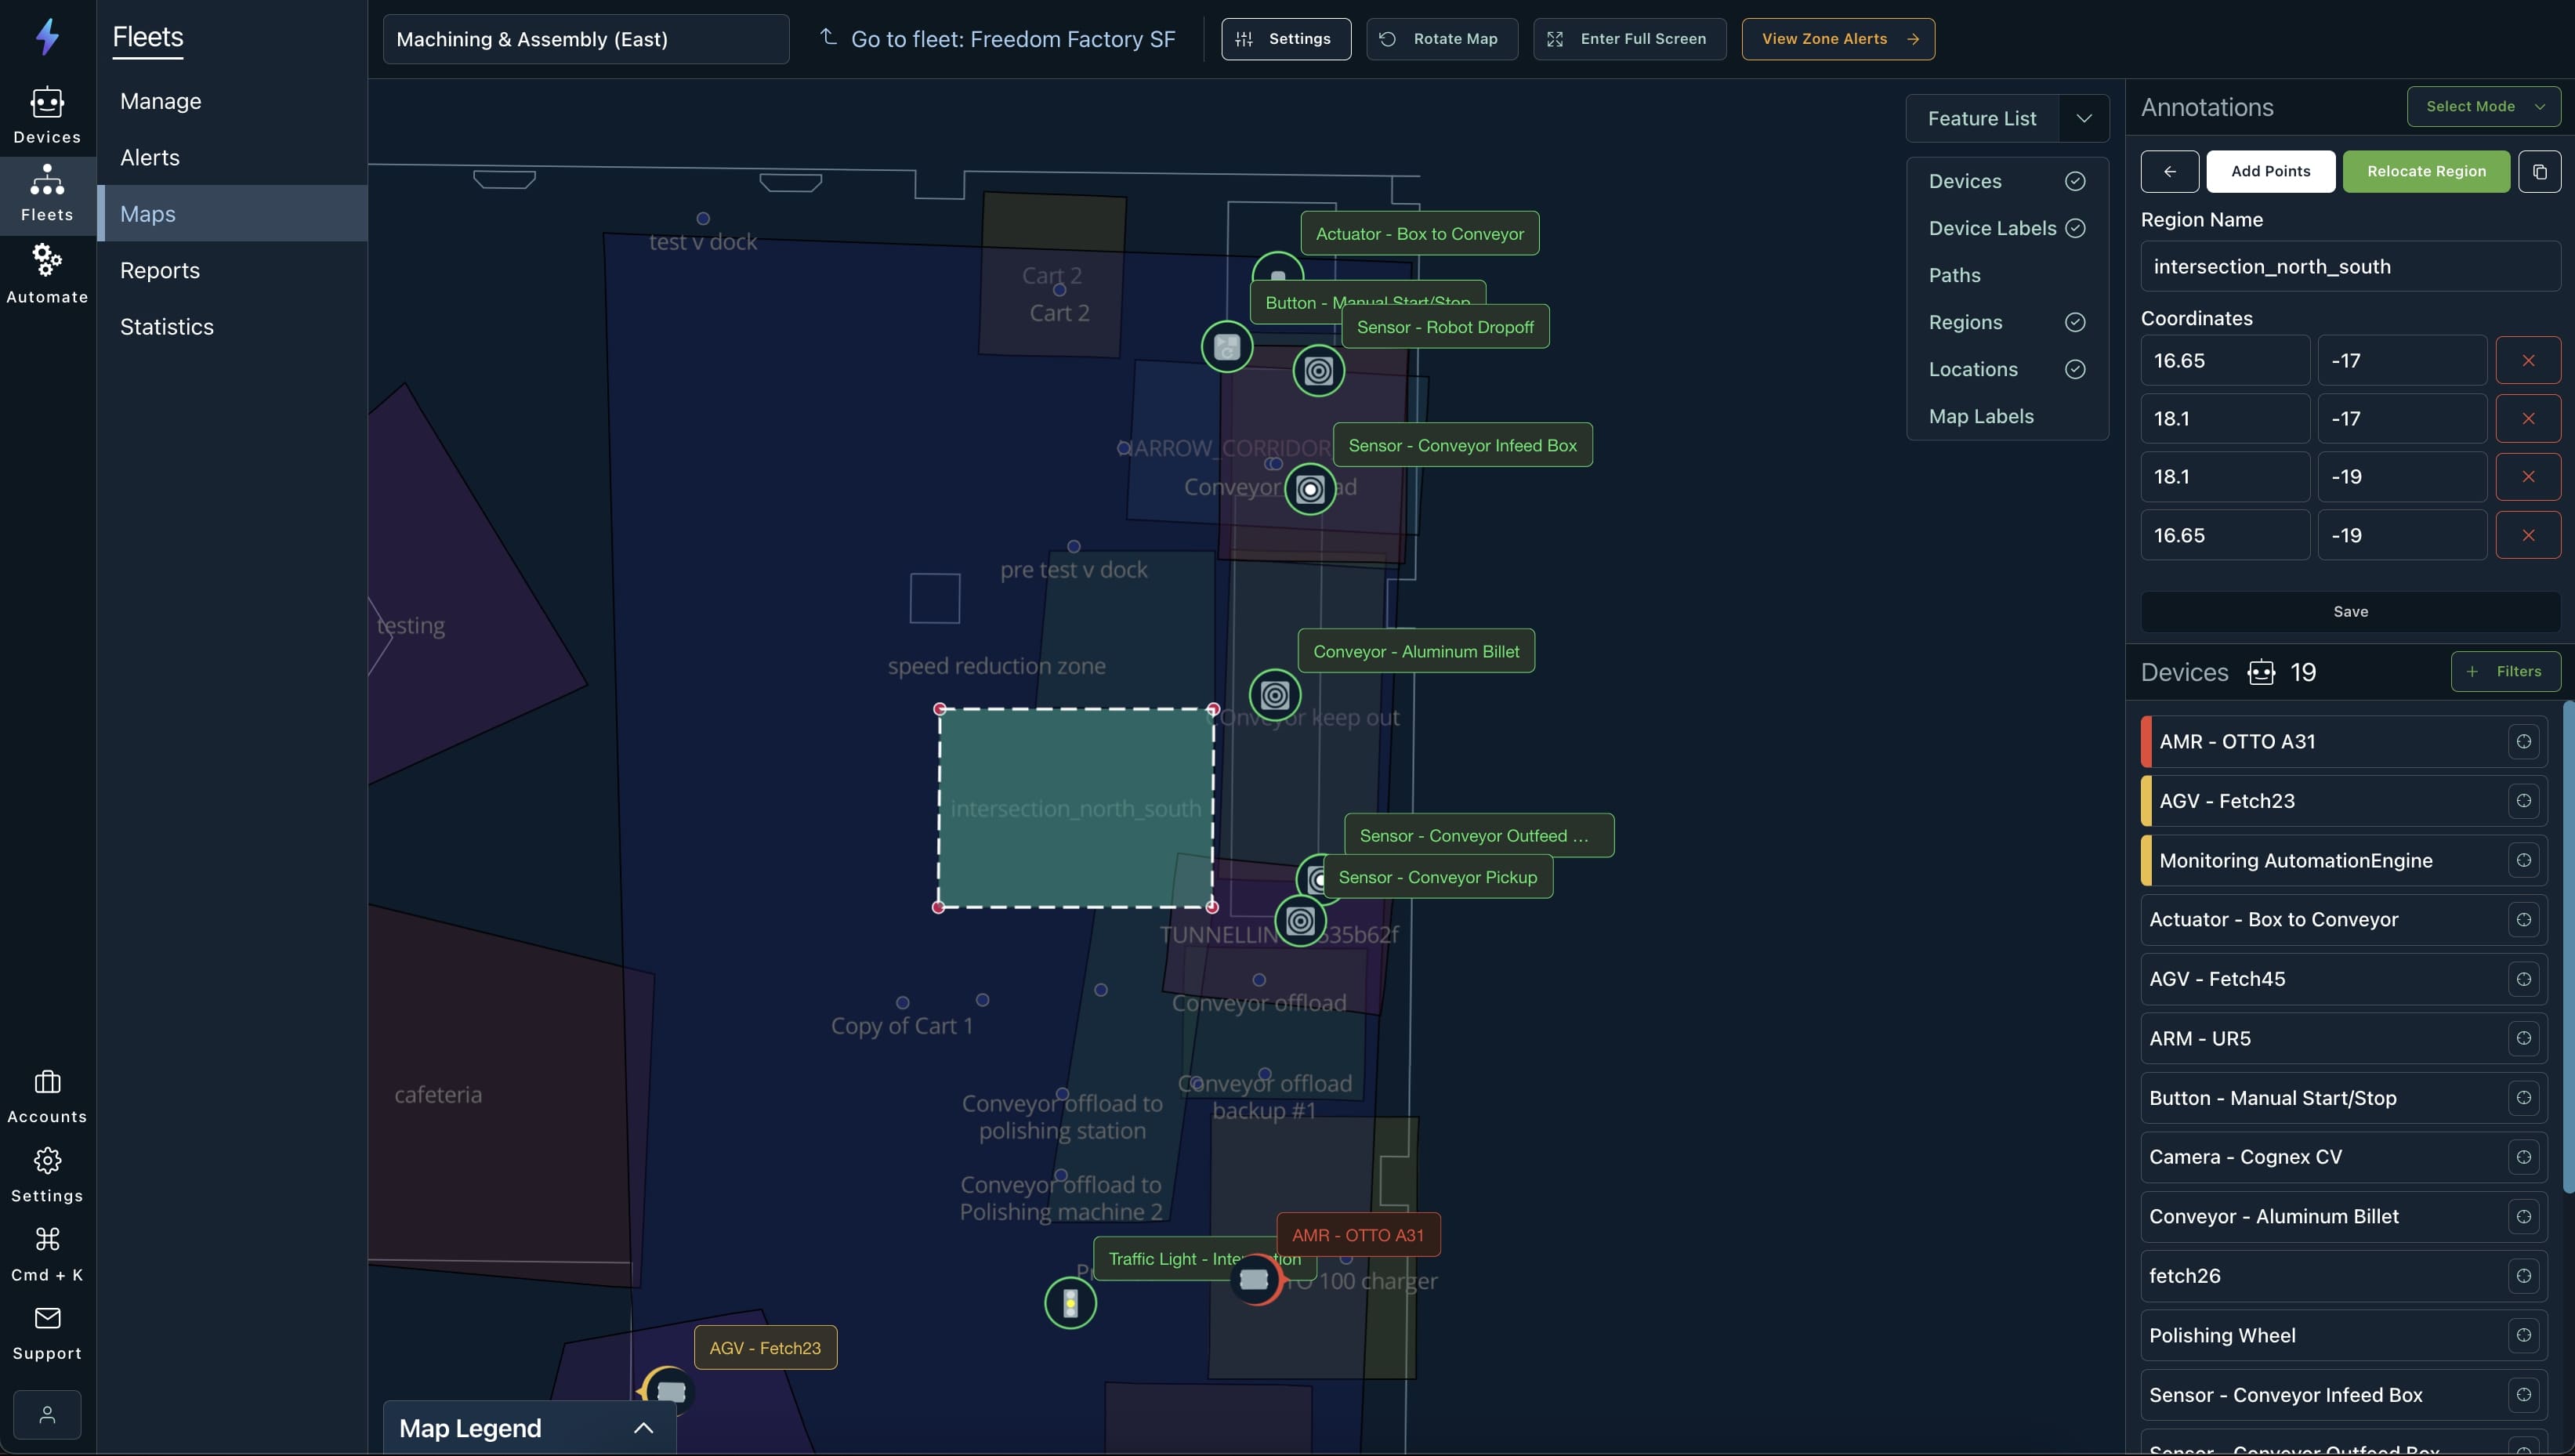 Fleets
Machining & Assembly (East)
Go to fleet: Freedom Factory SF
Settings
Rotate Map
Enter Full Screen
View Zone Alerts
Devices
Fleets
Automate
Accounts
Settings
Cmd + K
Support
Manage
Alerts
Maps
Reports
Statistics
Feature List
Devices
Device Labels
Paths
Regions
Locations
Map Labels
test v dock
Cart 2
Cart 2
Actuator - Box to Conveyor
Button - Manual Start/Stop
Sensor - Robot Dropoff
NARROW_CORRIDOR
Sensor - Conveyor Infeed Box
Conveyor
ad
pre test v dock
testing
speed reduction zone
Conveyor - Aluminum Billet
COnveyor keep out
intersection_north_south
Sensor - Conveyor Outfeed ...
Sensor - Conveyor Pickup
TUNNELLIN
535b62f
Conveyor offload
Copy of Cart 1
cafeteria
Conveyor offload
backup #1
Conveyor offload to
polishing station
Conveyor offload to
Polishing machine 2
AMR - OTTO A31
Traffic Light - Inte
tion
100 charger
AGV - Fetch23
Map Legend
Annotations
Select Mode
Add Points
Relocate Region
Region Name
intersection_north_south
Coordinates
16.65 -17
18.1 -17
18.1 -19
16.65 -19
Save
Devices 19
Filters
AMR - OTTO A31
AGV - Fetch23
Monitoring AutomationEngine
Actuator - Box to Conveyor
AGV - Fetch45
ARM - UR5
Button - Manual Start/Stop
Camera - Cognex CV
Conveyor - Aluminum Billet
fetch26
Polishing Wheel
Sensor - Conveyor Infeed Box
Sensor - Conveyor Outfeed Box